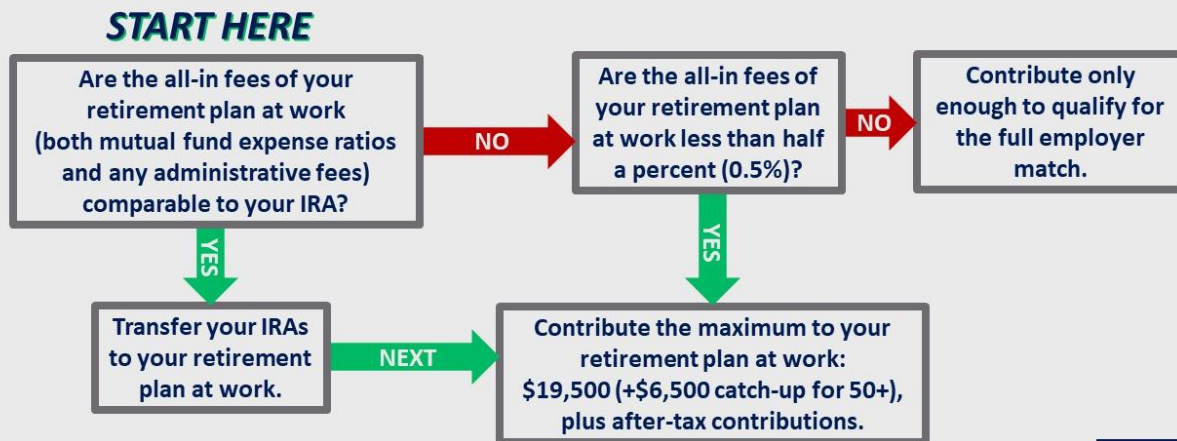 START HERE
Are the all-in fees of your
retirement plan at work
(both mutual fund expense ratios
and any administrative fees)
comparable to your IRA?
NO
Are the all-in fees of
your retirement plan
at work less than half
a percent (0.5%)?
NO
Contribute only
enough to qualify for
the full employer
match.
YES
YES
Transfer your IRAs
to your retirement
plan at work.
NEXT
Contribute the maximum to your
retirement plan at work:
$19,500 (+$6,500 catch-up for 50+),
plus after-tax contributions.